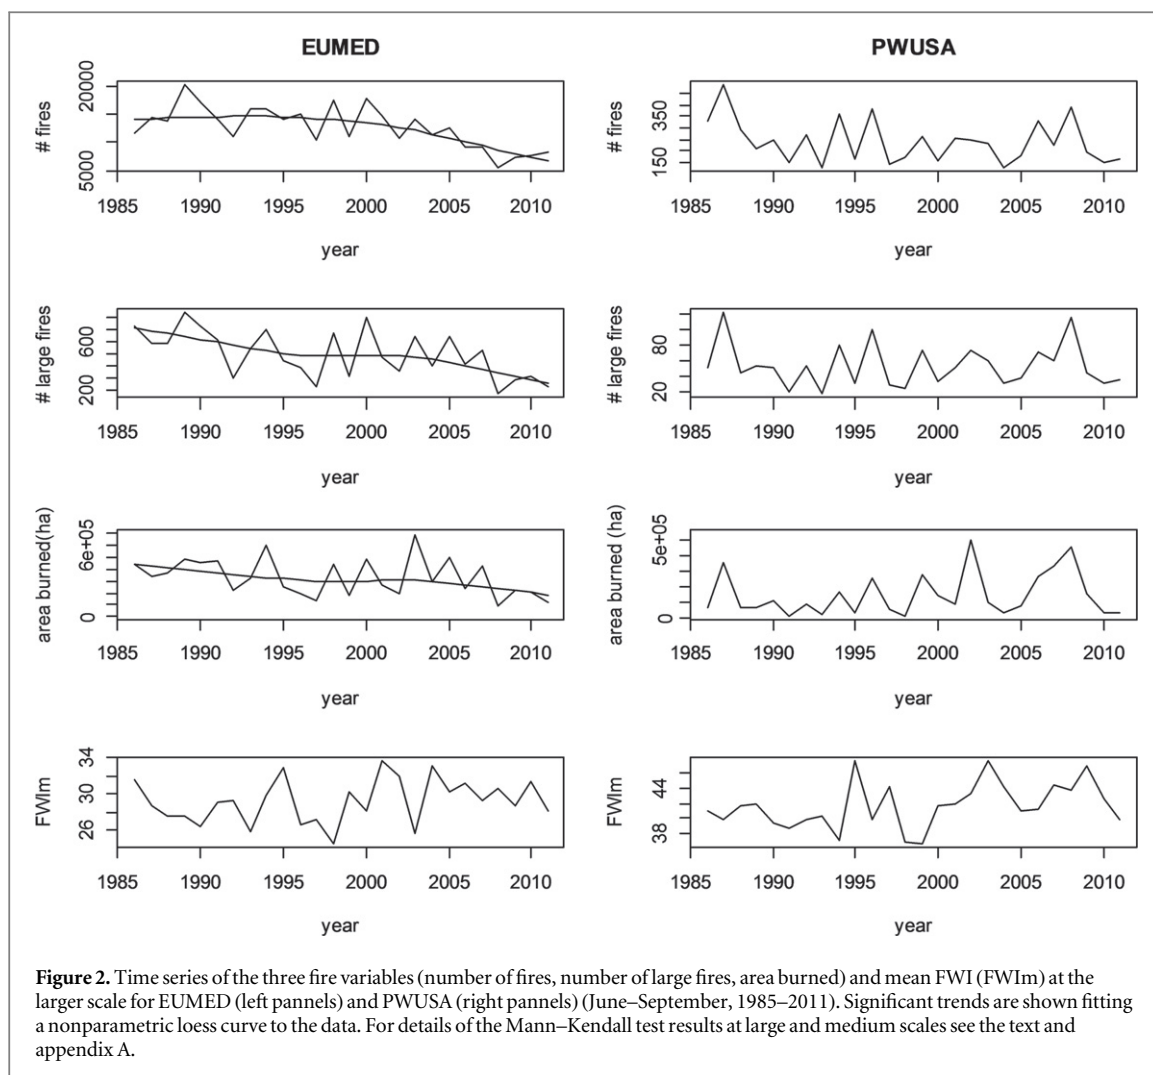 EUMED
PWUSA
# fires
20000
5000
1985 1990 1995 2000 2005 2010
year
# fires
350
150
1985 1990 1995 2000 2005 2010
year
# large fires
600
200
1985 1990 1995 2000 2005 2010
year
# large fires
80
20
1985 1990 1995 2000 2005 2010
year
area burned(ha)
6e+05
0
1985 1990 1995 2000 2005 2010
year
area burned (ha)
5e+05
0
1985 1990 1995 2000 2005 2010
year
FWIm
34
30
26
1985 1990 1995 2000 2005 2010
year
FWIm
44
38
1985 1990 1995 2000 2005 2010
year
Figure 2. Time series of the three fire variables (number of fires, number of large fires, area burned) and mean FWI (FWIm) at the
larger scale for EUMED (left pannels) and PWUSA (right pannels) (June–September, 1985–2011). Significant trends are shown fitting
a nonparametric loess curve to the data. For details of the Mann–Kendall test results at large and medium scales see the text and
appendix A.